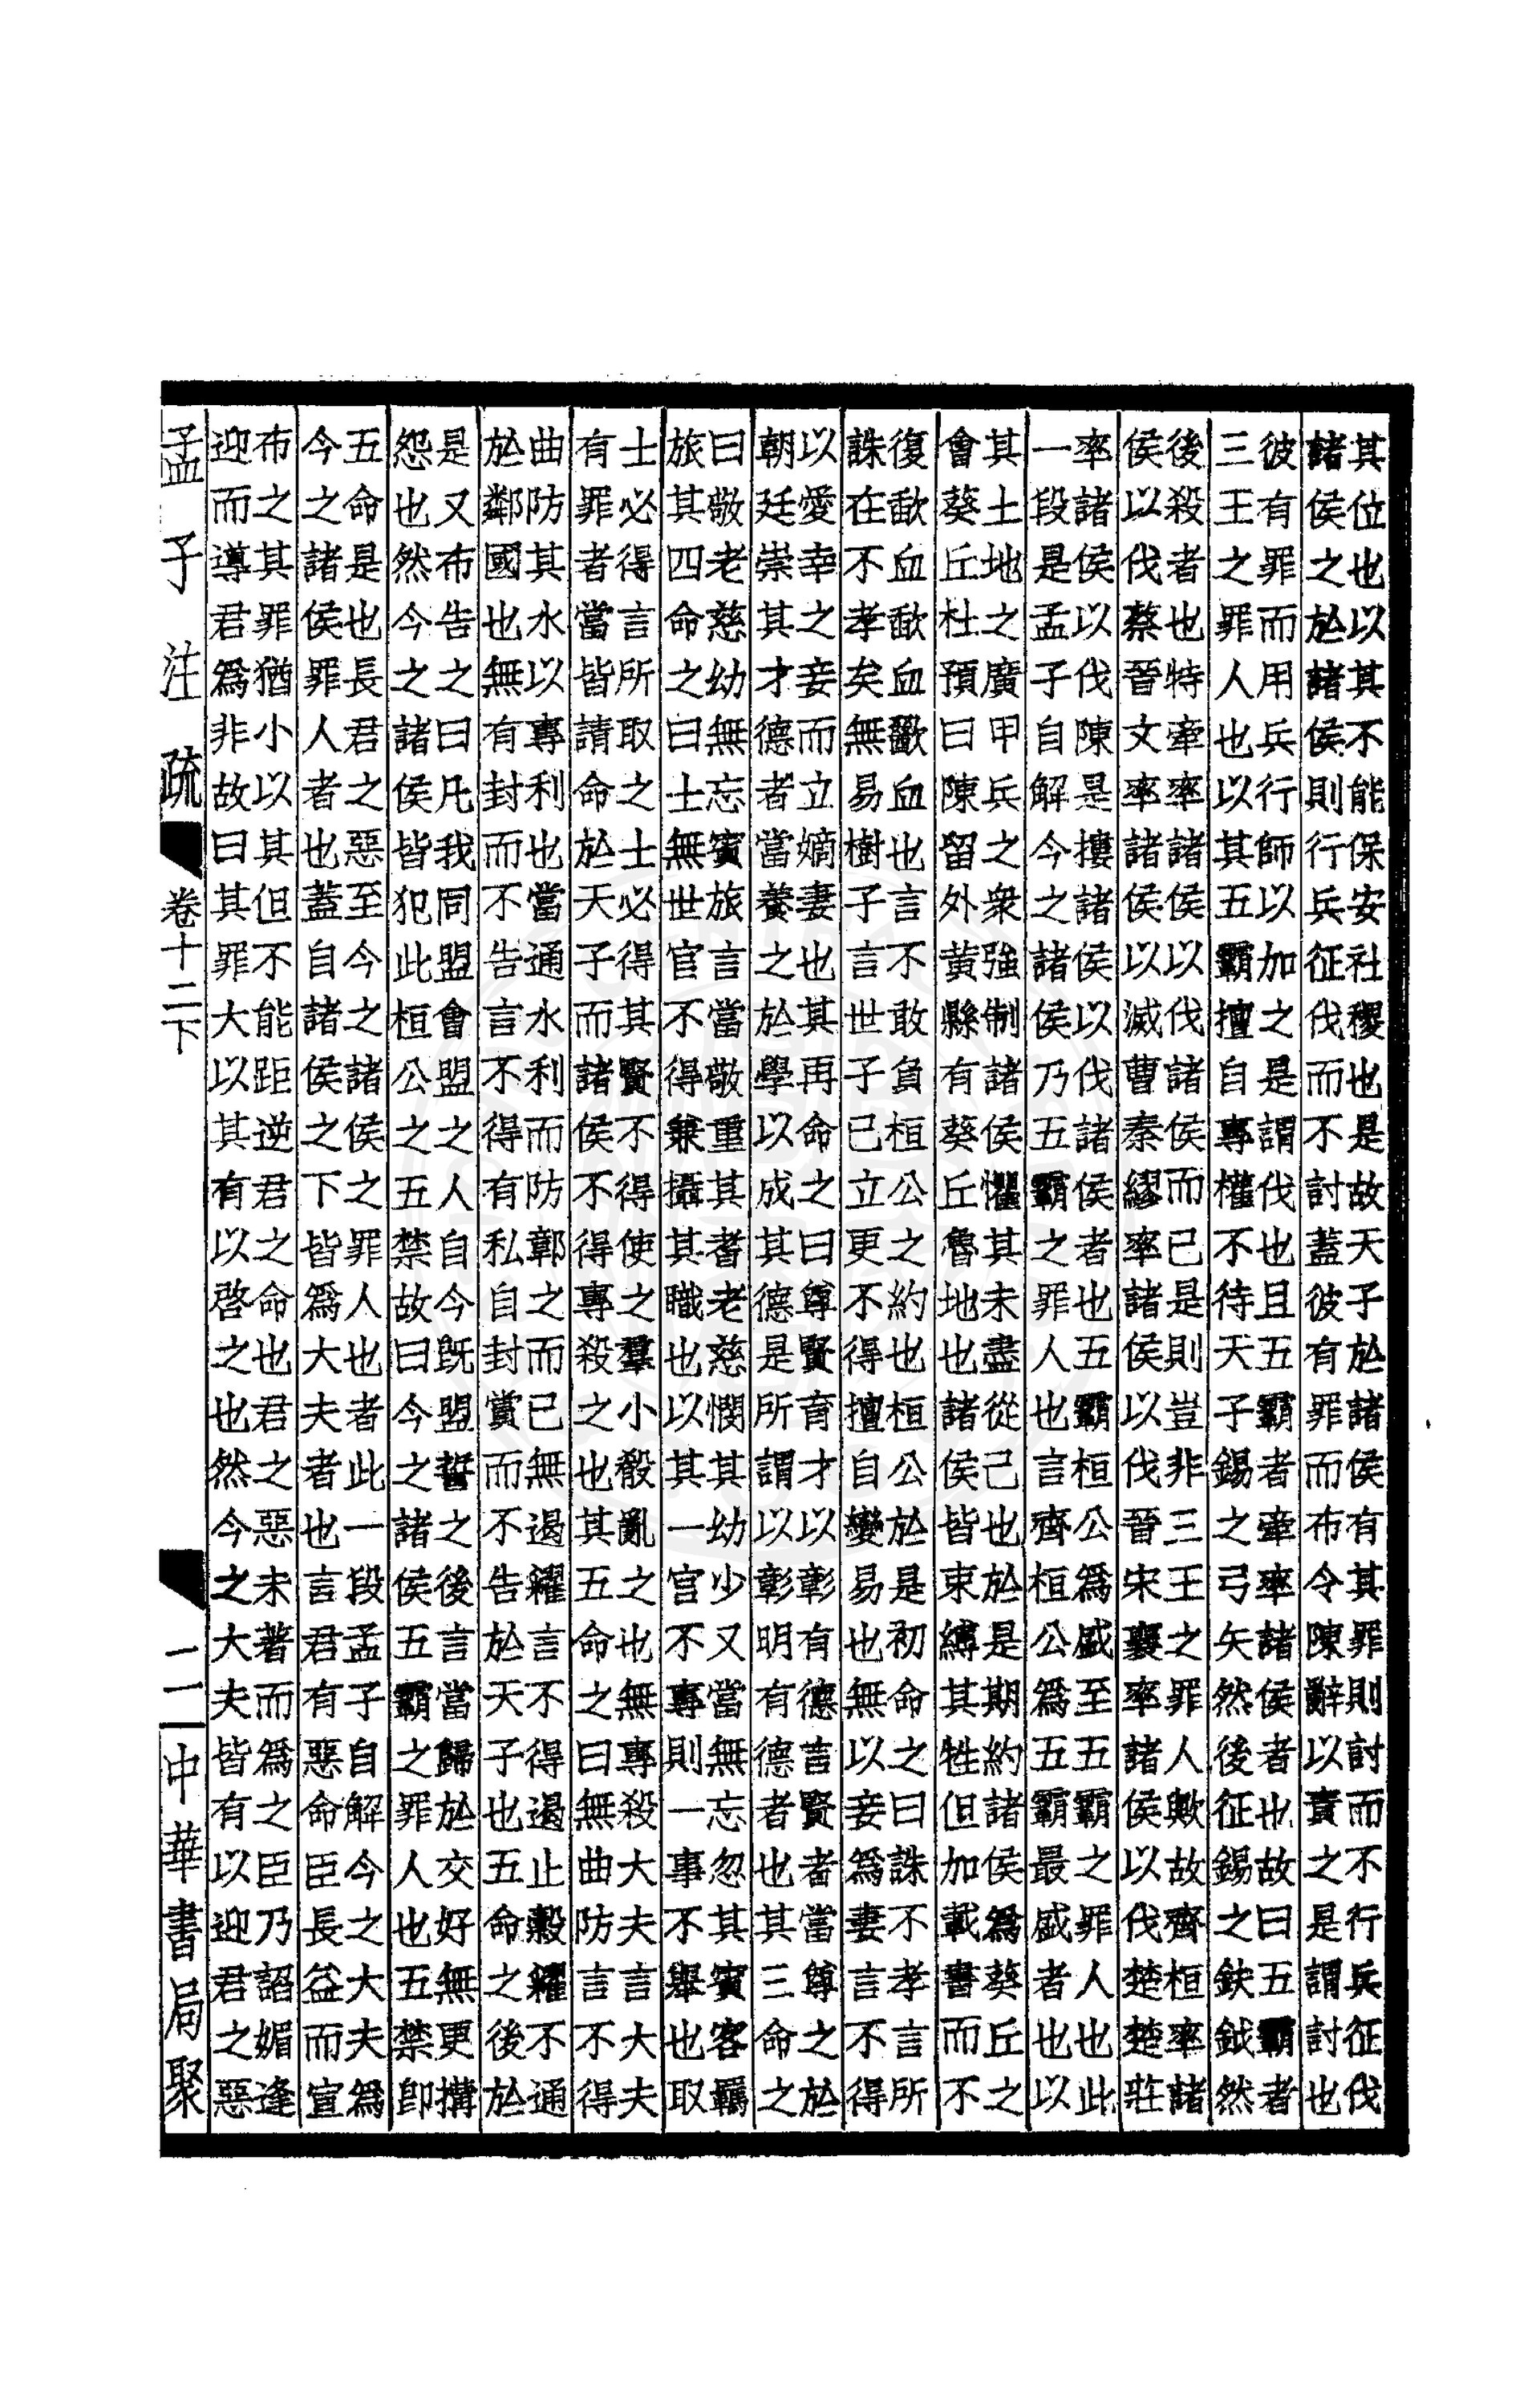 其位也以其不能保安社稷也是故天子於諸侯有其罪則討而不行兵征伐
諸侯之於諸侯則行兵征伐而不討蓋彼有罪而布令陳辭以責之是謂討也
彼有罪而用兵行師以加之是謂伐也且五霸者牽率諸侯者也故曰五霸者
三王之罪人也以其五霸擅自專權不待天子錫之弓矢然後征錫之鈇鉞然
後殺者也特牽率諸侯以伐諸侯而已是則豈非三王之罪人歟故齊桓率諸
侯以伐蔡晉文率諸侯以滅曹秦繆率諸侯以伐晉宋襄率諸侯以伐楚楚莊
率諸侯以伐陳是摟諸侯以伐諸侯者也五霸桓公爲盛至五霸之罪人也此
一段是孟子自解今之諸侯乃五霸之罪人也言齊桓公爲五霸最盛者也以
其土地之廣甲兵之衆強制諸侯懼其未盡從己也於是期約諸侯爲葵丘之
會葵丘杜預曰陳留外黃縣有葵丘魯地也諸侯皆束縛其牲但加載書而不
復歃血歃血歠血也言不敢負桓公之約也桓公於是初命之曰誅不孝言所
誅在不孝矣無易樹子言世子已立更不得擅自變易也無以妾爲妻言不得
以愛幸之妾而立嫡妻也其再命之曰尊賢育才以彰有德言賢者當尊之於
朝廷崇其才德者當養之於學以成其德是所謂以彰明有德者也其三命之
曰敬老慈幼無忘賓旅言當敬重其耆老慈憫其幼少又當無忘忽其賓客羈
旅其四命之曰士無世官不得兼攝其職也以其一官不專則一事不舉也取
士必得言所取之士必得其賢不得使之羣小殽亂之也無專殺大夫言大夫
有罪者當皆請命於天子而諸侯不得專殺之也其五命之曰無曲防言不得
曲防其水以專利也當通水利而防鄣之而已無遏糴言不得遏止穀糴不通
於鄰國也無有封而不告言不得有私自封賞而不告於天子也五命之後於
是又布告之曰凡我同盟會盟之人自今既盟誓之後言當歸於交好無更搆
怨也然今之諸侯皆犯此桓公之五禁故曰今之諸侯五霸之罪人也五禁即
五命是也長君之惡至今之諸侯之罪人也者此一段孟子自解今之大夫爲
今之諸侯罪人者也蓋自諸侯之下皆爲大夫者也言君有惡命臣長益而宣
布之其罪猶小以其但不能距逆君之命也君之惡未著而爲之臣乃諂媚逢
迎而導君爲非故曰其罪大以其有以啓之也然今之大夫皆有以迎君之惡
孟子注疏 卷十二下 二一中華書局聚